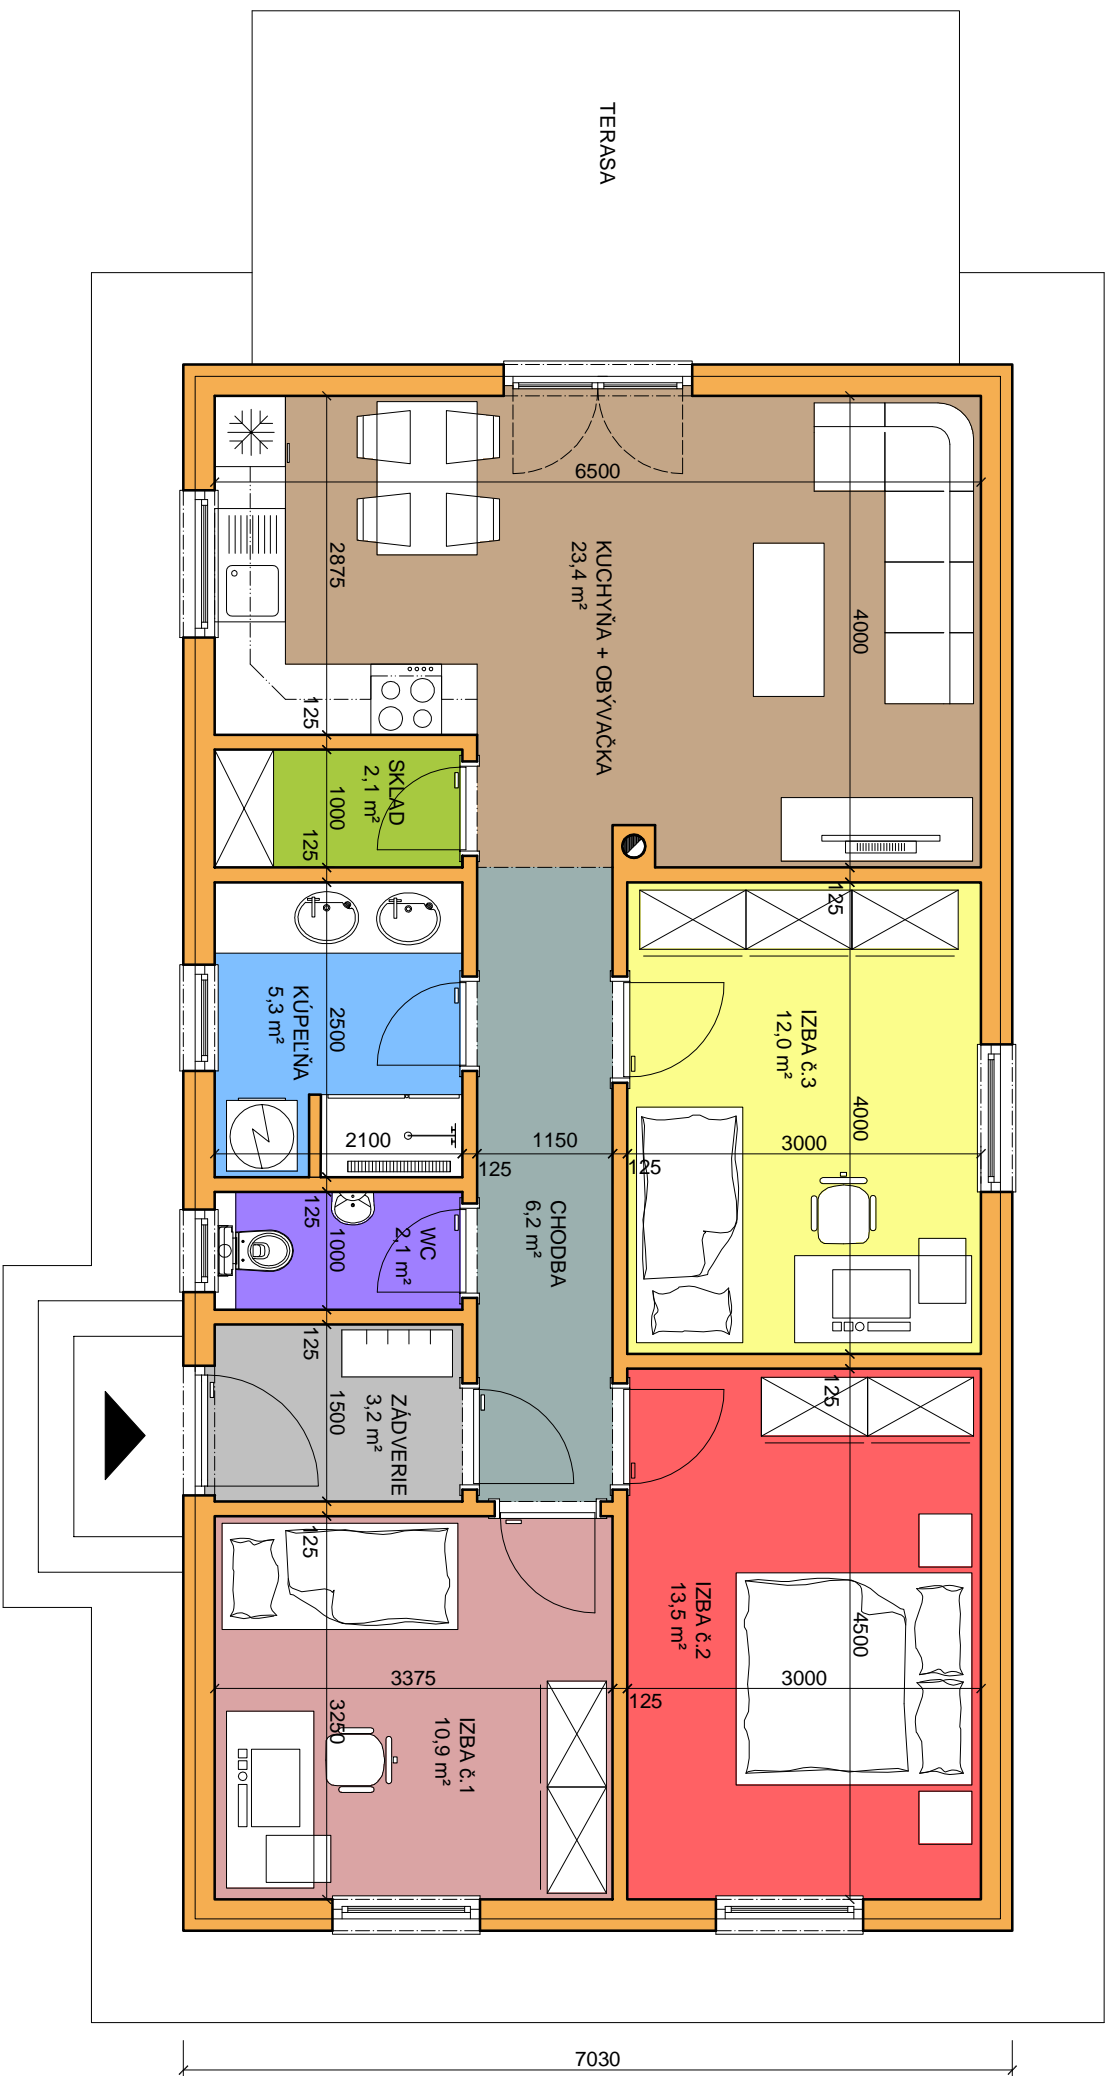 TERASA
6500
2875
KUCHYŇA + OBÝVAČKA
23,4 m²
4000
125
SKLAD
2,1 m²
1000
125
125
KÚPEĽŇA
5,3 m²
2500
IZBA č.3
12,0 m²
4000
2100
1150
3000
125
125
125
WC
2,1 m²
1000
CHODBA
6,2 m²
125
ZÁDVERIE
3,2 m²
1500
125
125
IZBA č.2
13,5 m²
4500
3375
3000
125
3250
IZBA č.1
10,9 m²
7030